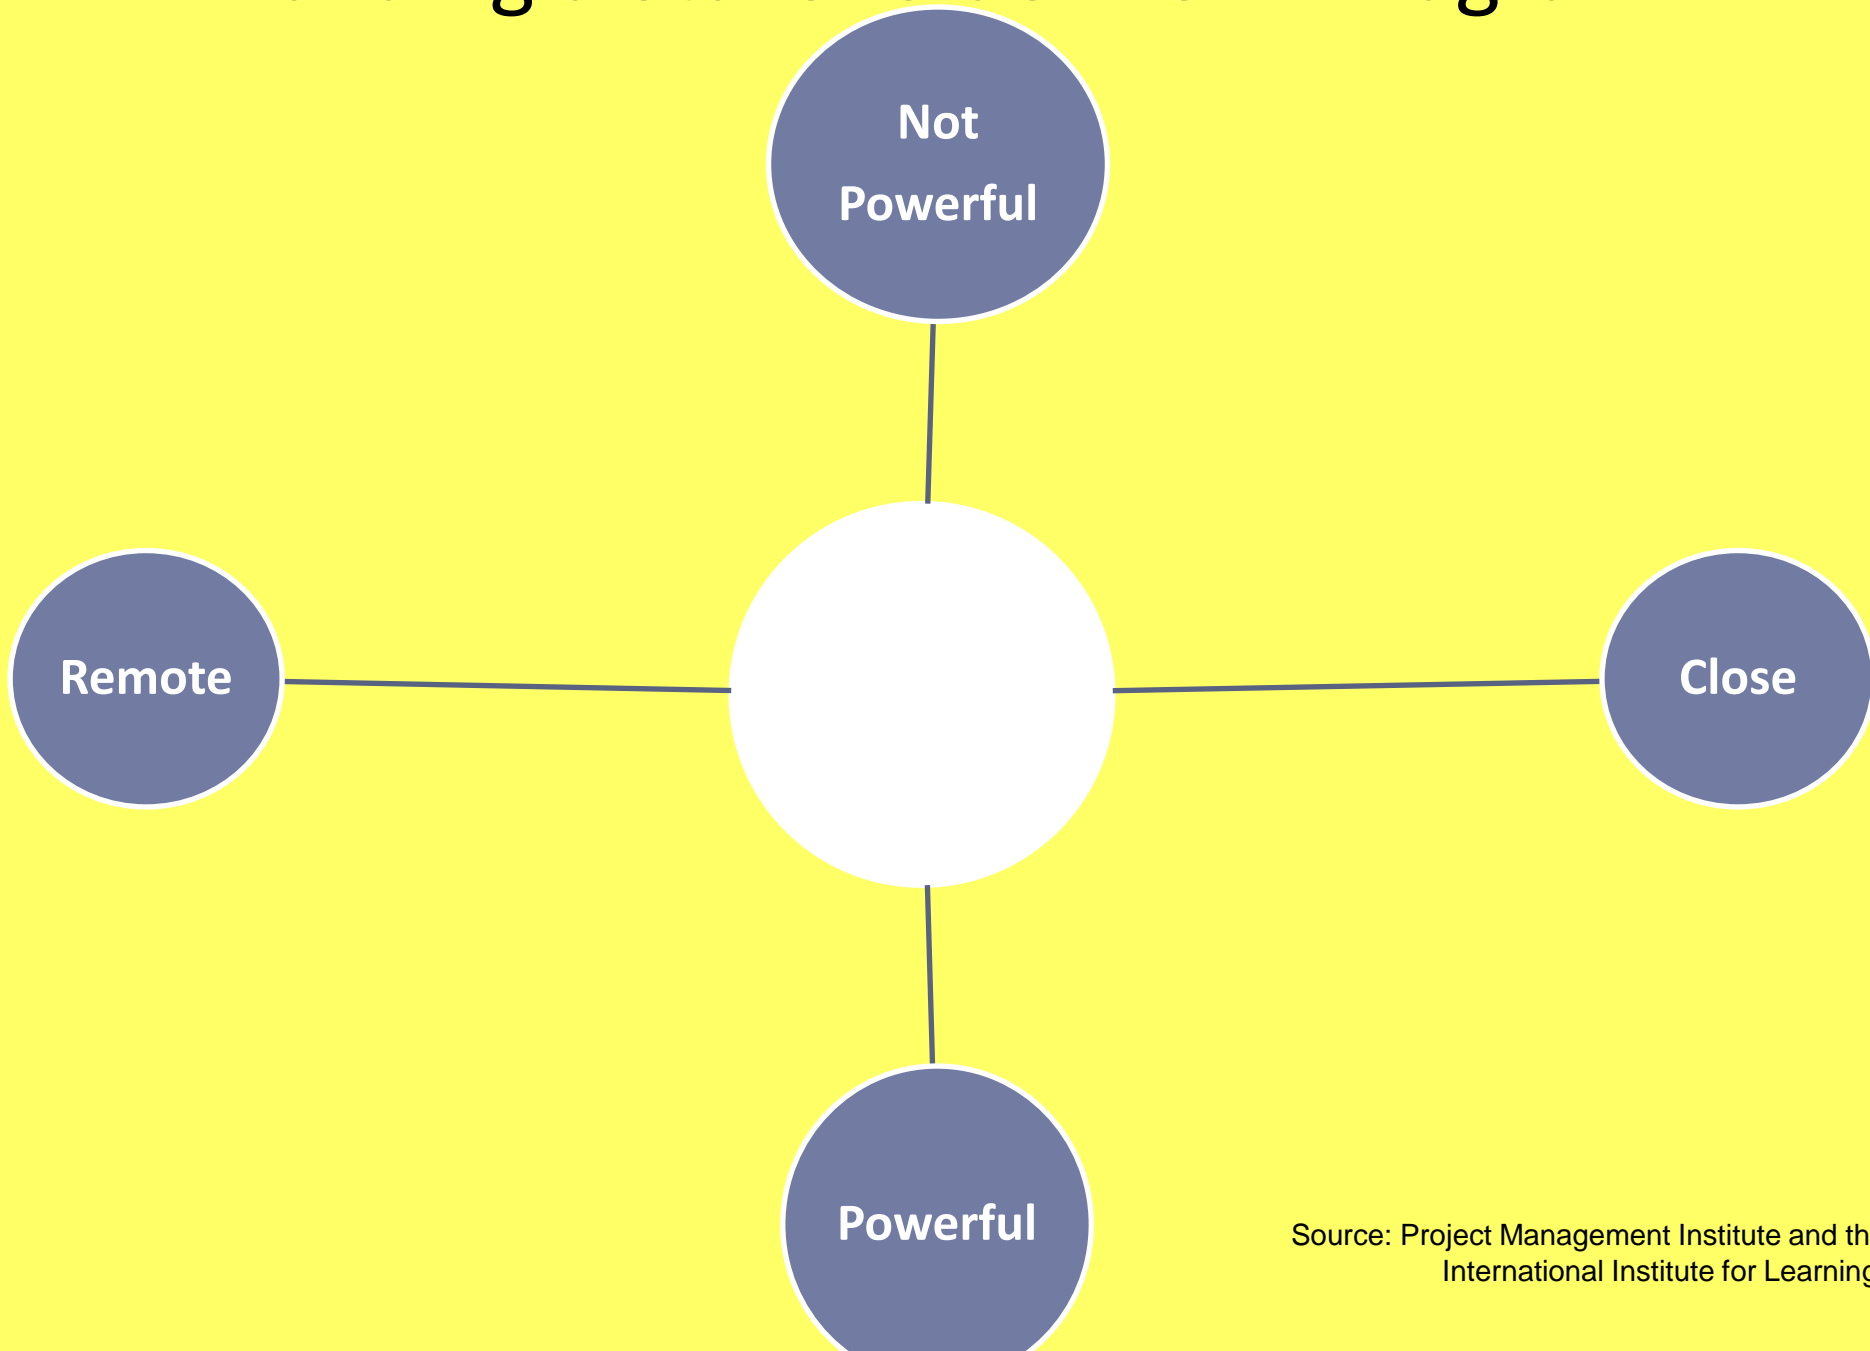 Not
Powerful
Remote
Close
Powerful
Source: Project Management Institute and th
International Institute for Learning